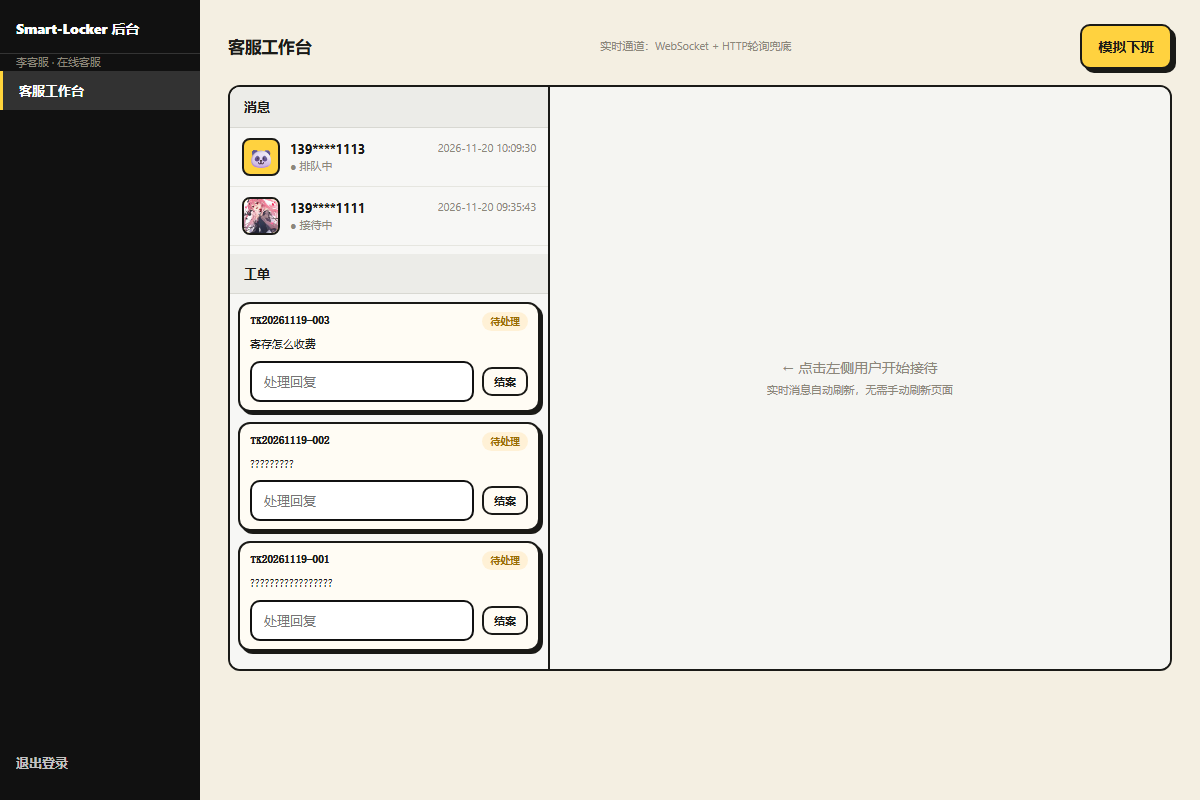 Smart-Locker 后台
李客服 · 在线客服
客服工作台
退出登录
客服工作台
实时通道：WebSocket + HTTP轮询兜底
模拟下班
消息
139****1113
2026-11-20 10:09:30
● 排队中
139****1111
2026-11-20 09:35:43
● 接待中
工单
TK20261119-003
待处理
寄存怎么收费
处理回复
结案
TK20261119-002
待处理
?????????
处理回复
结案
TK20261119-001
待处理
?????????????????
处理回复
结案
← 点击左侧用户开始接待
实时消息自动刷新，无需手动刷新页面